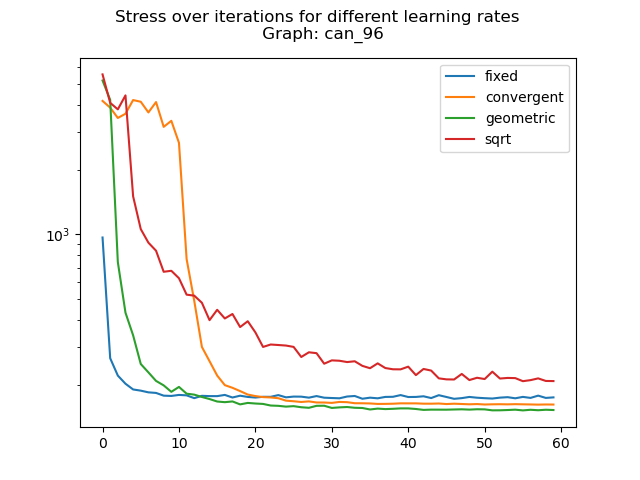 Stress over iterations for different learning rates
Graph: can_96
fixed
convergent
geometric
sqrt
10³
0 10 20 30 40 50 60